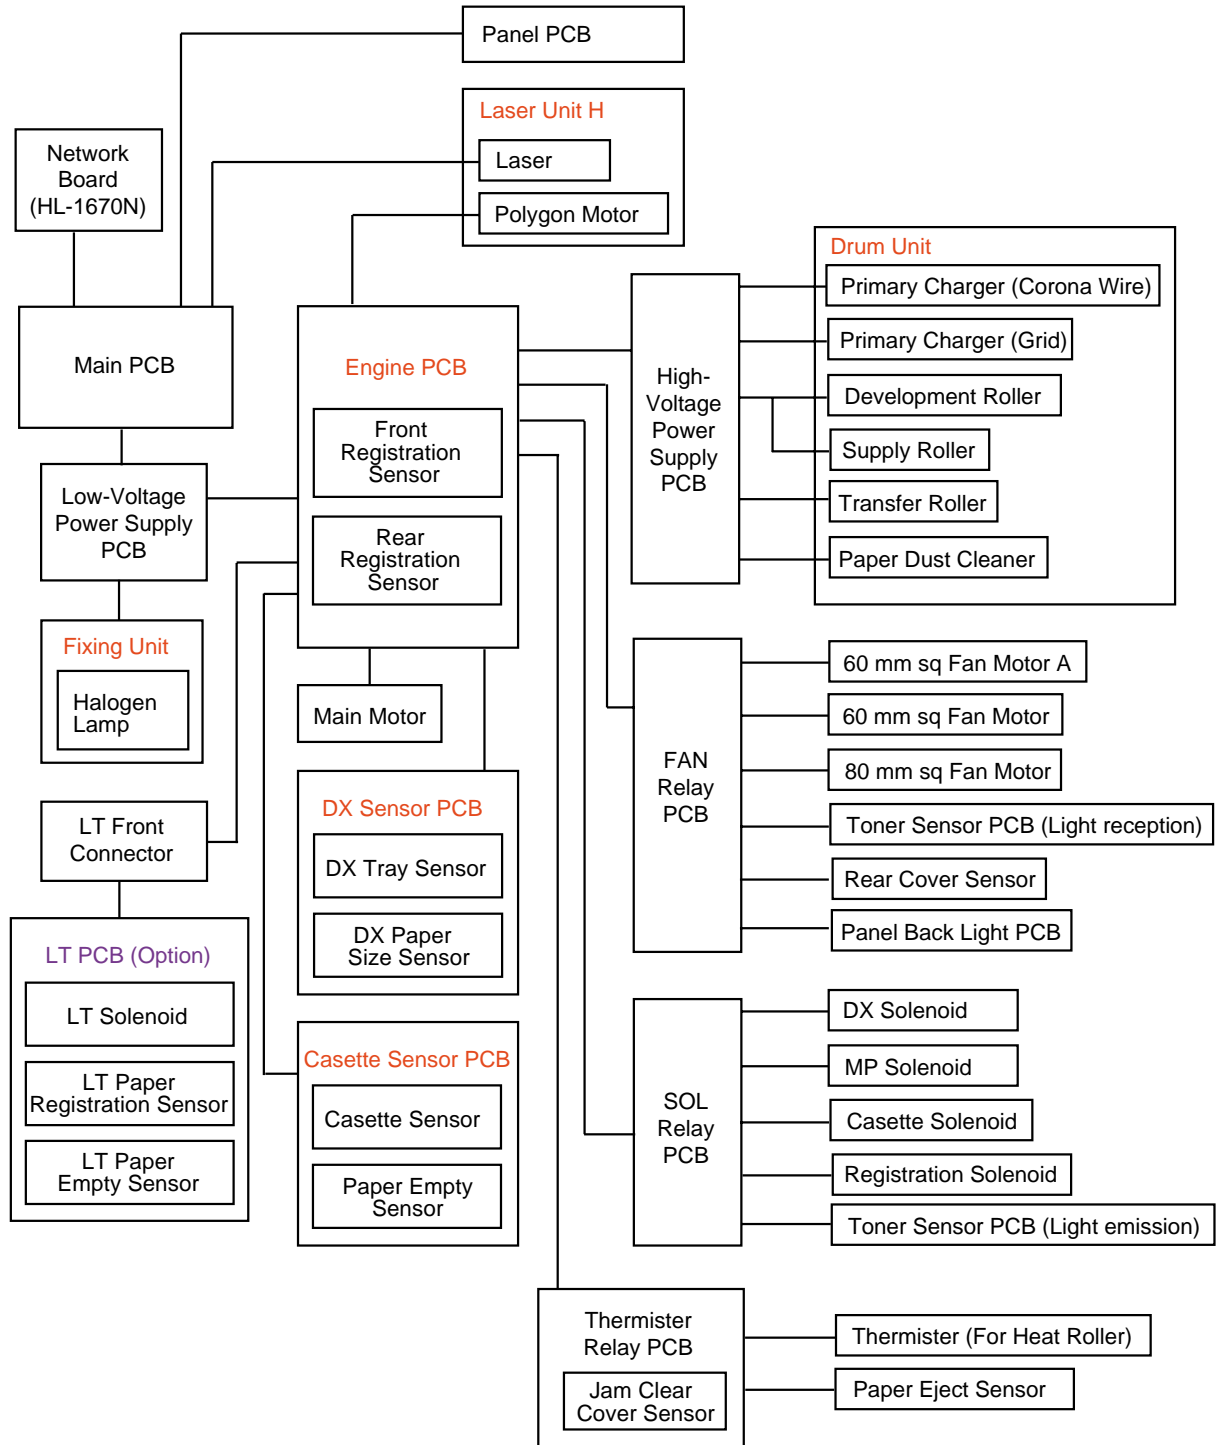 Panel PCB
Laser Unit H
Laser
Polygon Motor
Network
Board
(HL-1670N)
Main PCB
Low-Voltage
Power Supply
PCB
Fixing Unit
Halogen
Lamp
LT Front
Connector
LT PCB (Option)
LT Solenoid
LT Paper
Registration Sensor
LT Paper
Empty Sensor
Engine PCB
Front
Registration
Sensor
Rear
Registration
Sensor
Main Motor
DX Sensor PCB
DX Tray Sensor
DX Paper
Size Sensor
Casette Sensor PCB
Casette Sensor
Paper Empty
Sensor
High-
Voltage
Power
Supply
PCB
Drum Unit
Primary Charger (Corona Wire)
Primary Charger (Grid)
Development Roller
Supply Roller
Transfer Roller
Paper Dust Cleaner
FAN
Relay
PCB
60 mm sq Fan Motor A
60 mm sq Fan Motor
80 mm sq Fan Motor
Toner Sensor PCB (Light reception)
Rear Cover Sensor
Panel Back Light PCB
SOL
Relay
PCB
DX Solenoid
MP Solenoid
Casette Solenoid
Registration Solenoid
Toner Sensor PCB (Light emission)
Thermister
Relay PCB
Jam Clear
Cover Sensor
Thermister (For Heat Roller)
Paper Eject Sensor